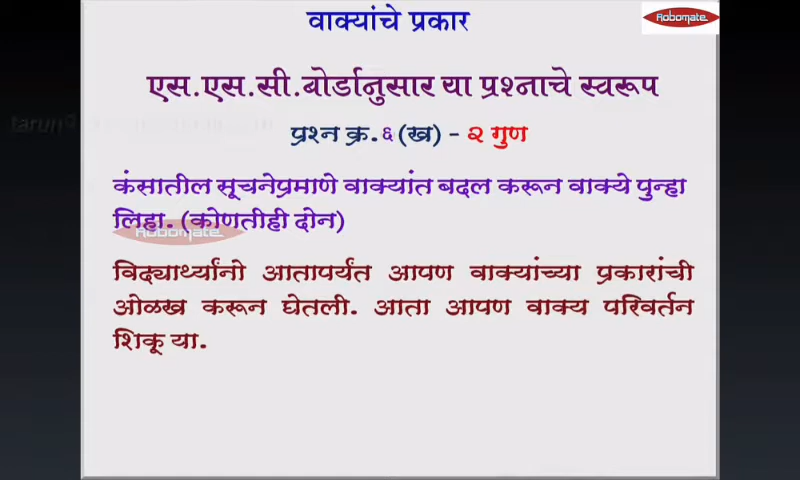 वाक्यांचे प्रकार
Robomate
एस.एस.सी.बोर्डानुसार या प्रश्नाचे स्वरूप
प्रश्न क्र.६(ख) - २ गुण
कंसातील सूचनेप्रमाणे वाक्यांत बदल करून वाक्ये पुन्हा
लिहा. (कोणतीही दोन)
Robomate
विद्यार्थ्यांनो आतापर्यंत आपण वाक्यांच्या प्रकारांची
ओळख करून घेतली. आता आपण वाक्य परिवर्तन
शिकू या.